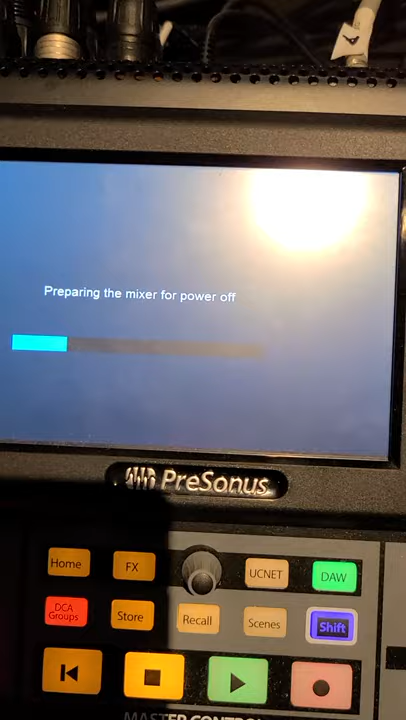 Preparing the mixer for power off
PreSonus
Home FX UCNET DAW
DCA Groups Store Recall Scenes Shift
MASTER CONTROL